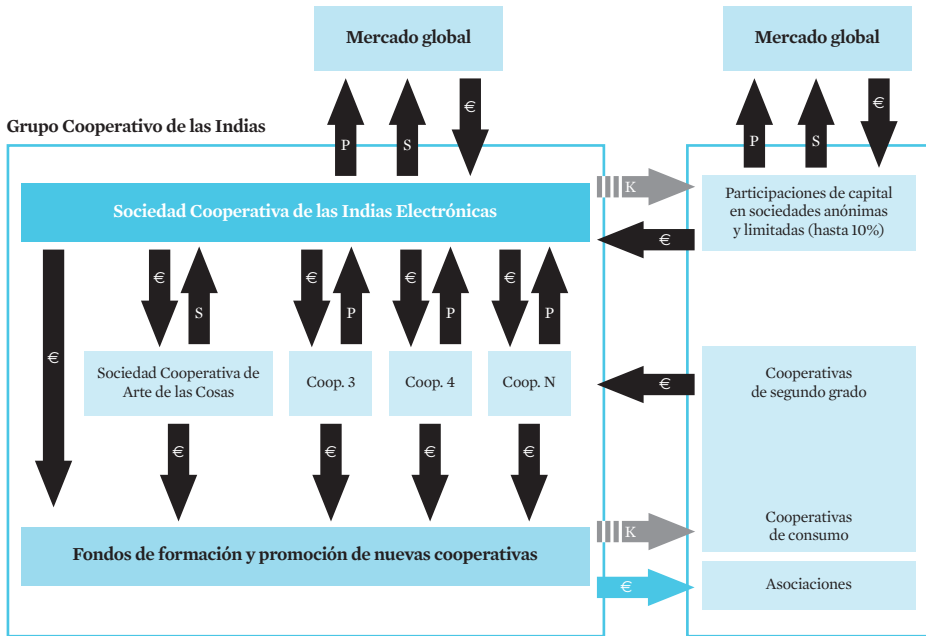 Mercado global
Mercado global
€
€
P
S
P
S
Grupo Cooperativo de las Indias
Sociedad Cooperativa de las Indias Electrónicas
K
Participaciones de capital
en sociedades anónimas
y limitadas (hasta 10%)
€
€
€
€
€
S
P
P
P
€
€
Sociedad Cooperativa de
Arte de las Cosas
Coop. 3
Coop. 4
Coop. N
€
Cooperativas
de segundo grado
€
€
€
€
Cooperativas
de consumo
K
Fondos de formación y promoción de nuevas cooperativas
€
Asociaciones